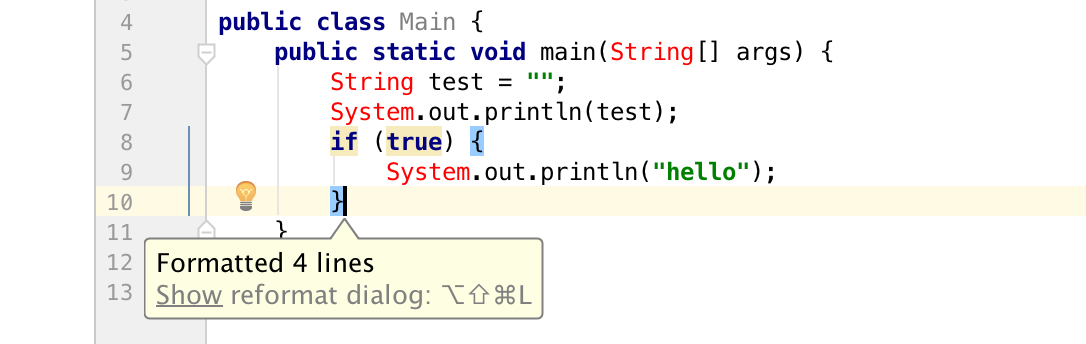 4 public class Main {
5 public static void main(String[] args) {
6 String test = "";
7 System.out.println(test);
8 if (true) {
9 System.out.println("hello");
10 }
11 }
12
13
Formatted 4 lines
Show reformat dialog: ⌥⇧⌘L